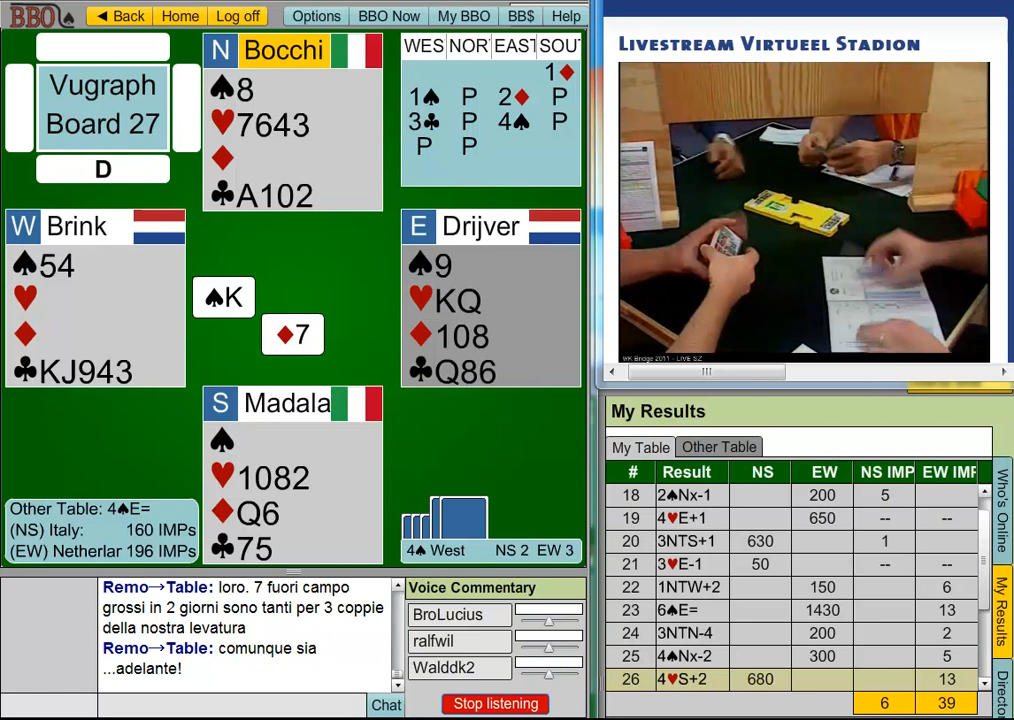 BBO Back Home Log off Options BBO Now My BBO BB$ Help
Vugraph
Board 27
D
N Bocchi
♠8
♥7643
♦
♣A102
WES NOR EAST SOU
1♦
1♠ P 2♦ P
3♣ P 4♠ P
P P
W Brink
♠54
♥
♦
♣KJ943
♠K
♦7
E Drijver
♠9
♥KQ
♦108
♣Q86
S Madala
♠
♥1082
♦Q6
♣75
Other Table: 4♠E=
(NS) Italy: 160 IMPs
(EW) Netherlar 196 IMPs
4♠ West NS 2 EW 3
Remo→Table: loro. 7 fuori campo
grossi in 2 giorni sono tanti per 3 coppie
della nostra levatura
Remo→Table: comunque sia
...adelante!
Chat
Voice Commentary
BroLucius
ralfwil
Walddk2
Stop listening
Livestream Virtueel Stadion
WK Bridge 2011 - LIVE SZ
My Results
My Table Other Table
# Result NS EW NS IMP EW IMF
18 2♠Nx-1 200 5
19 4♥E+1 650 -- --
20 3NTS+1 630 1
21 3♥E-1 50 -- --
22 1NTW+2 150 6
23 6♠E= 1430 13
24 3NTN-4 200 2
25 4♠Nx-2 300 5
26 4♥S+2 680 13
6 39
Who's Online
My Results
Director